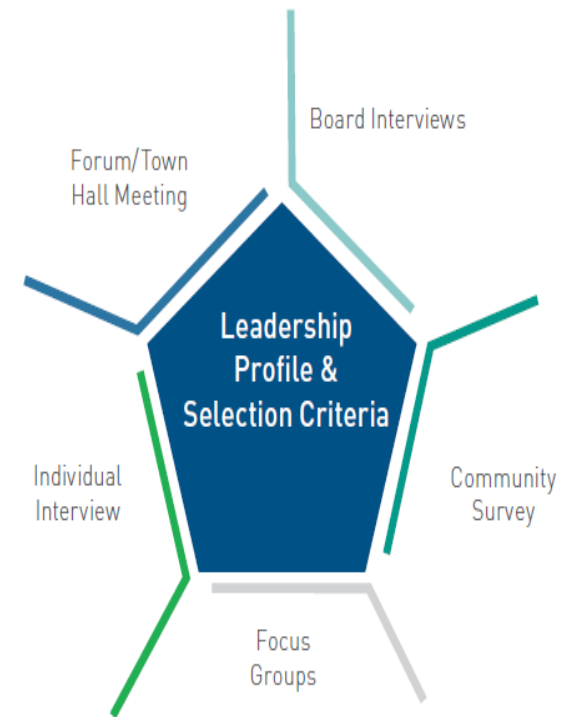 Board Interviews
Forum/Town
Hall Meeting
Leadership
Profile &
Selection Criteria
Individual
Interview
Community
Survey
Focus
Groups